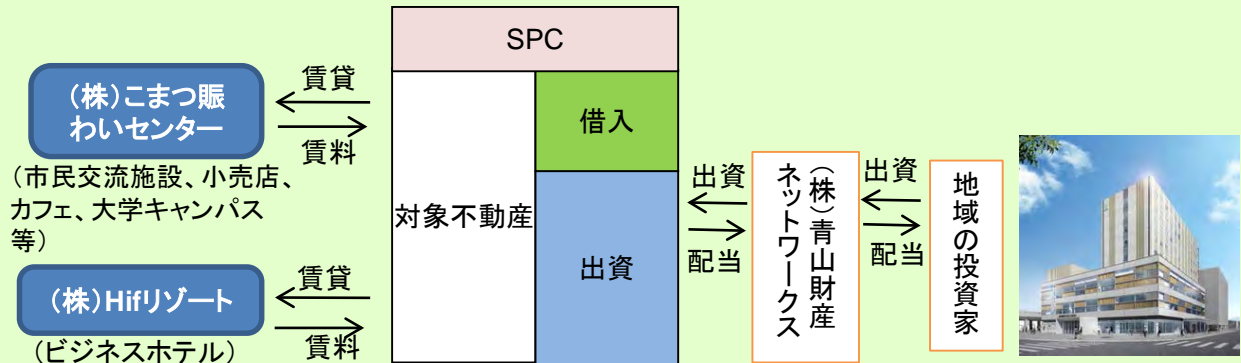 SPC
(株)こまつ賑
わいセンター
賃貸
賃料
(市民交流施設、小売店、
カフェ、大学キャンパス
等)
(株)Hifリゾート
賃貸
賃料
(ビジネスホテル)
対象不動産
借入
出資
出資
配当
(株)青山財産
ネットワークス
出資
配当
地域の投資家